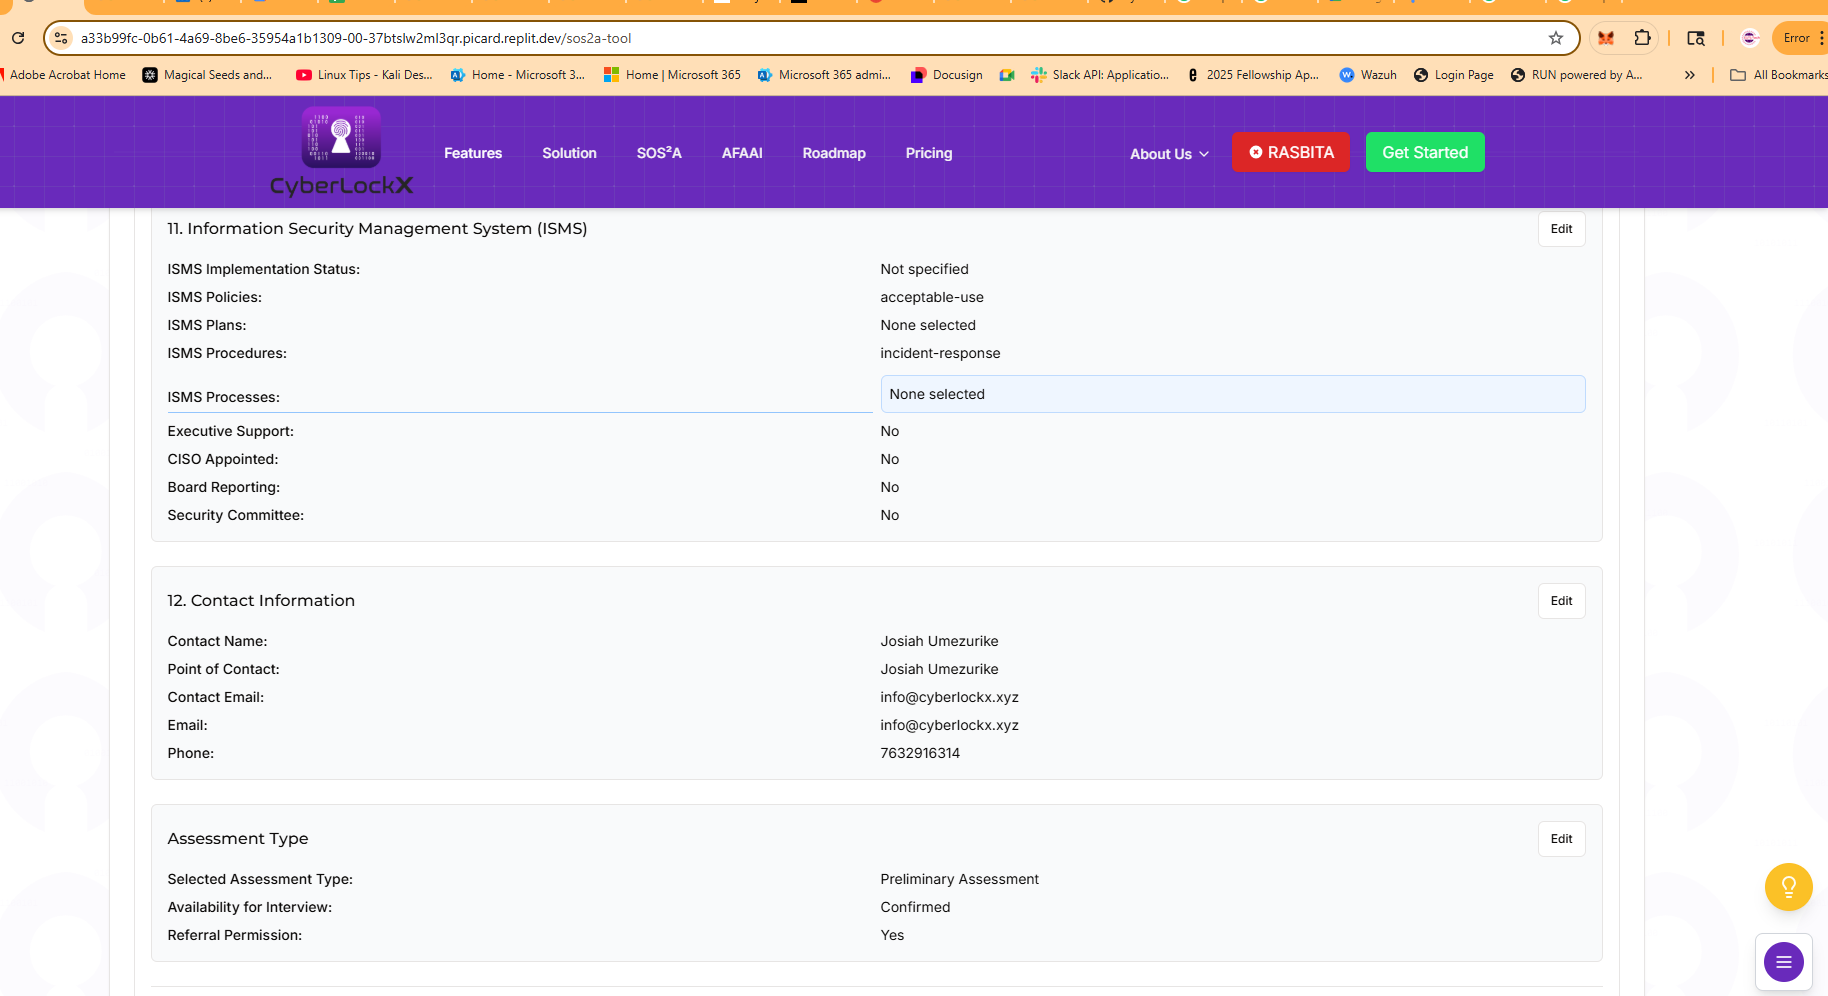 a33b99fc-0b61-4a69-8be6-35954a1b1309-00-37btslw2ml3qr.picard.replit.dev/sos2a-tool Error
Adobe Acrobat Home Magical Seeds and... Linux Tips - Kali Des... Home - Microsoft 3... Home | Microsoft 365 Microsoft 365 admi... Docusign Slack API: Applicatio... 2025 Fellowship Ap... Wazuh Login Page RUN powered by A... » All Bookmarks
CyberLockX Features Solution SOS²A AFAAI Roadmap Pricing About Us RASBITA Get Started
11. Information Security Management System (ISMS) Edit
ISMS Implementation Status: Not specified
ISMS Policies: acceptable-use
ISMS Plans: None selected
ISMS Procedures: incident-response
ISMS Processes: None selected
Executive Support: No
CISO Appointed: No
Board Reporting: No
Security Committee: No
12. Contact Information Edit
Contact Name: Josiah Umezurike
Point of Contact: Josiah Umezurike
Contact Email: info@cyberlockx.xyz
Email: info@cyberlockx.xyz
Phone: 7632916314
Assessment Type Edit
Selected Assessment Type: Preliminary Assessment
Availability for Interview: Confirmed
Referral Permission: Yes